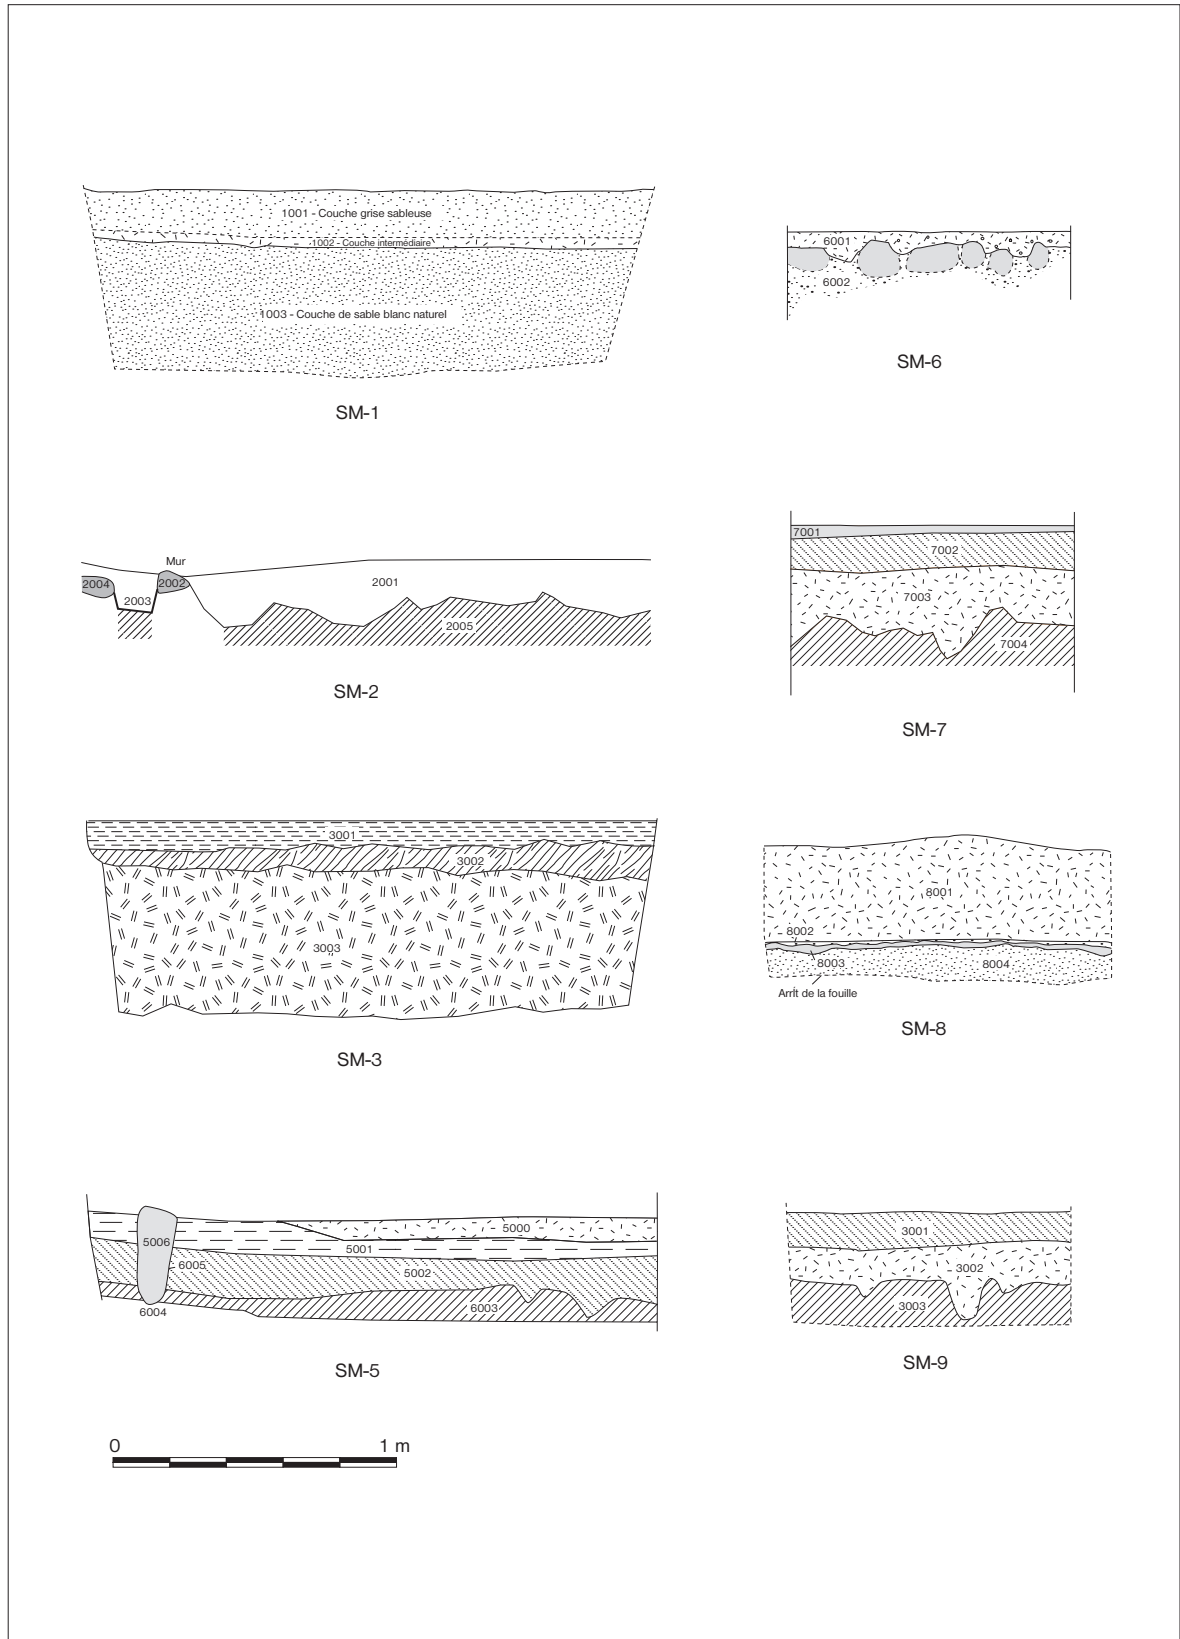 1001 - Couche grise sableuse
1002 - Couche intermédiaire
1003 - Couche de sable blanc naturel
SM-1
6001
6002
SM-6
Mur
2004
2002
2003
2001
2005
SM-2
7001
7002
7003
7004
SM-7
3001
3002
3003
SM-3
8001
8002
8003
8004
Arrît de la fouille
SM-8
5006
5000
5001
6005
5002
6004
6003
SM-5
3001
3002
3003
SM-9
0 1 m